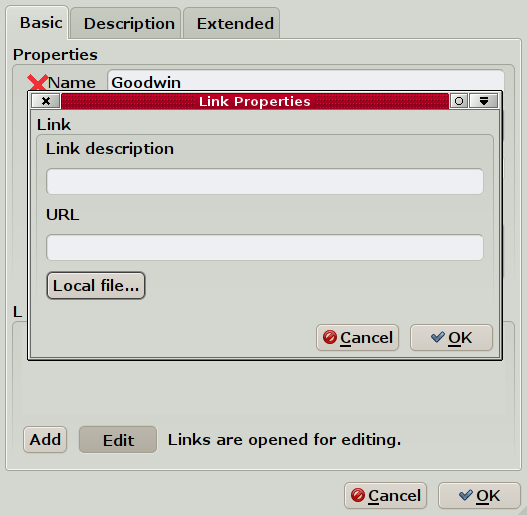 Basic Description Extended
Properties
Name Goodwin
Link Properties
Link
Link description
URL
Local file...
Cancel OK
L
Add Edit Links are opened for editing.
Cancel OK